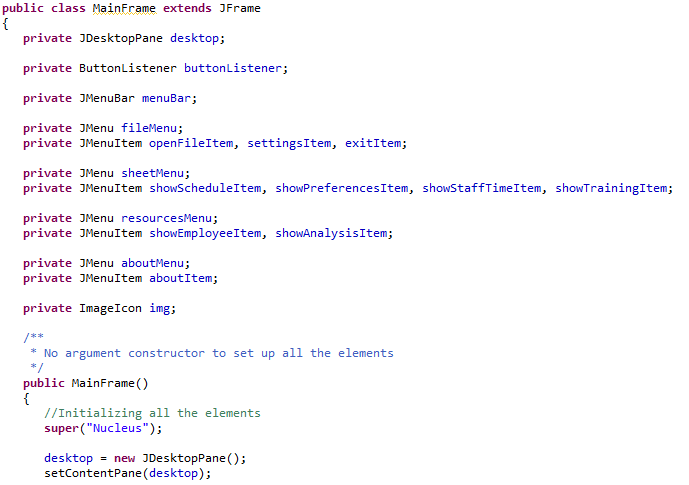 public class MainFrame extends JFrame
{
private JDesktopPane desktop;
private ButtonListener buttonListener;
private JMenuBar menuBar;
private JMenu fileMenu;
private JMenuItem openFileItem, settingsItem, exitItem;
private JMenu sheetMenu;
private JMenuItem showScheduleItem, showPreferencesItem, showStaffTimeItem, showTrainingItem;
private JMenu resourcesMenu;
private JMenuItem showEmployeeItem, showAnalysisItem;
private JMenu aboutMenu;
private JMenuItem aboutItem;
private ImageIcon img;
/**
* No argument constructor to set up all the elements
*/
public MainFrame()
{
//Initializing all the elements
super("Nucleus");
desktop = new JDesktopPane();
setContentPane(desktop);